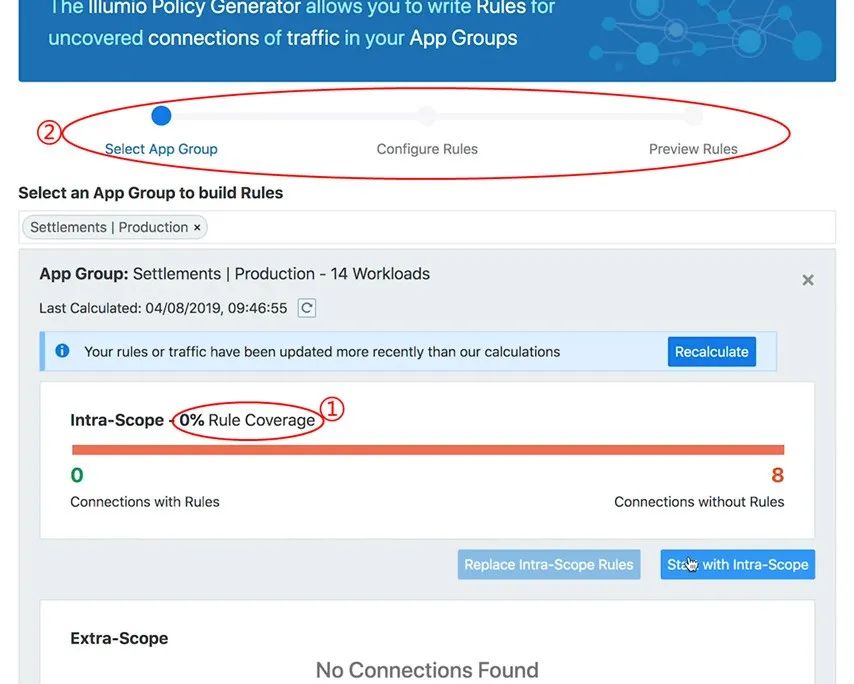 The Illumio Policy Generator allows you to write Rules for
uncovered connections of traffic in your App Groups
②
Select App Group
Configure Rules
Preview Rules
Select an App Group to build Rules
Settlements | Production ×
App Group: Settlements | Production - 14 Workloads
×
Last Calculated: 04/08/2019, 09:46:55
Your rules or traffic have been updated more recently than our calculations
Recalculate
Intra-Scope - 0% Rule Coverage
①
0
8
Connections with Rules
Connections without Rules
Replace Intra-Scope Rules
Start with Intra-Scope
Extra-Scope
No Connections Found